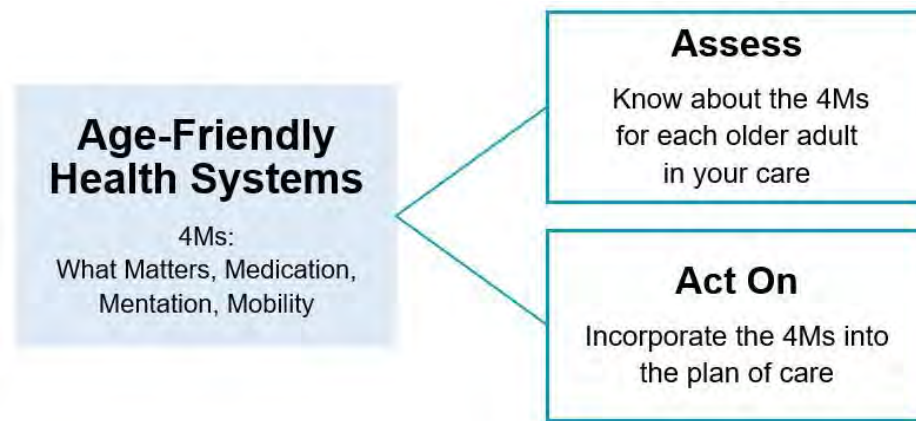 Age-Friendly
Health Systems
4Ms:
What Matters, Medication,
Mentation, Mobility
Assess
Know about the 4Ms
for each older adult
in your care
Act On
Incorporate the 4Ms into
the plan of care